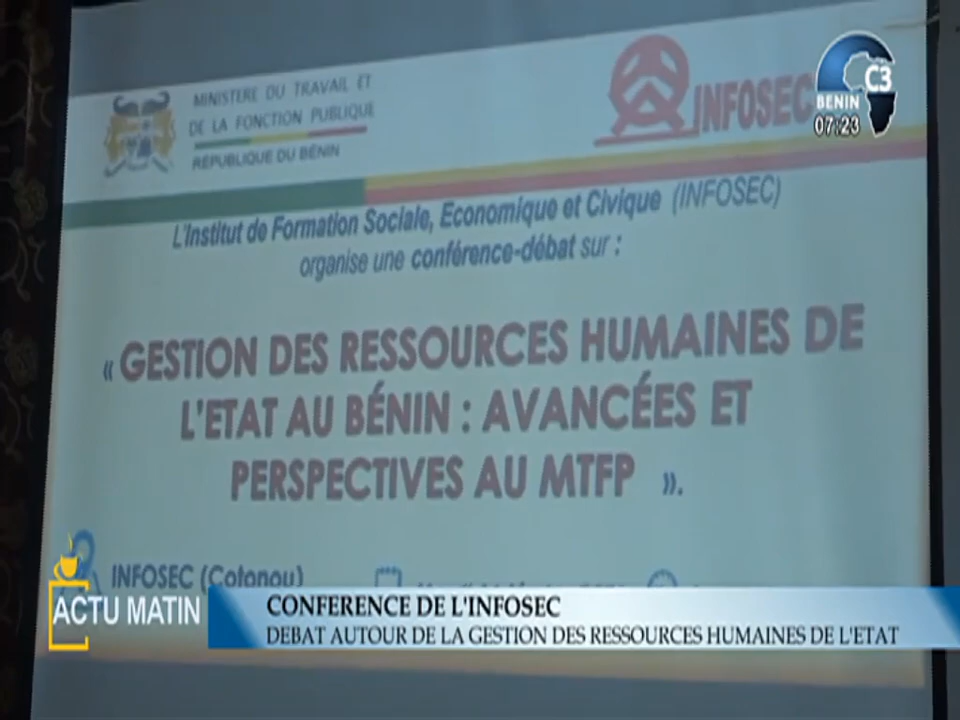 MINISTERE DU TRAVAIL ET
DE LA FONCTION PUBLIQUE
RÉPUBLIQUE DU BÉNIN
INFOSEC
C3
BENIN
07:23
L'Institut de Formation Sociale, Economique et Civique (INFOSEC)
organise une conférence-débat sur :
« GESTION DES RESSOURCES HUMAINES DE
L'ETAT AU BÉNIN : AVANCÉES ET
PERSPECTIVES AU MTFP ».
INFOSEC (Cotonou)
ACTU MATIN
CONFERENCE DE L'INFOSEC
DEBAT AUTOUR DE LA GESTION DES RESSOURCES HUMAINES DE L'ETAT